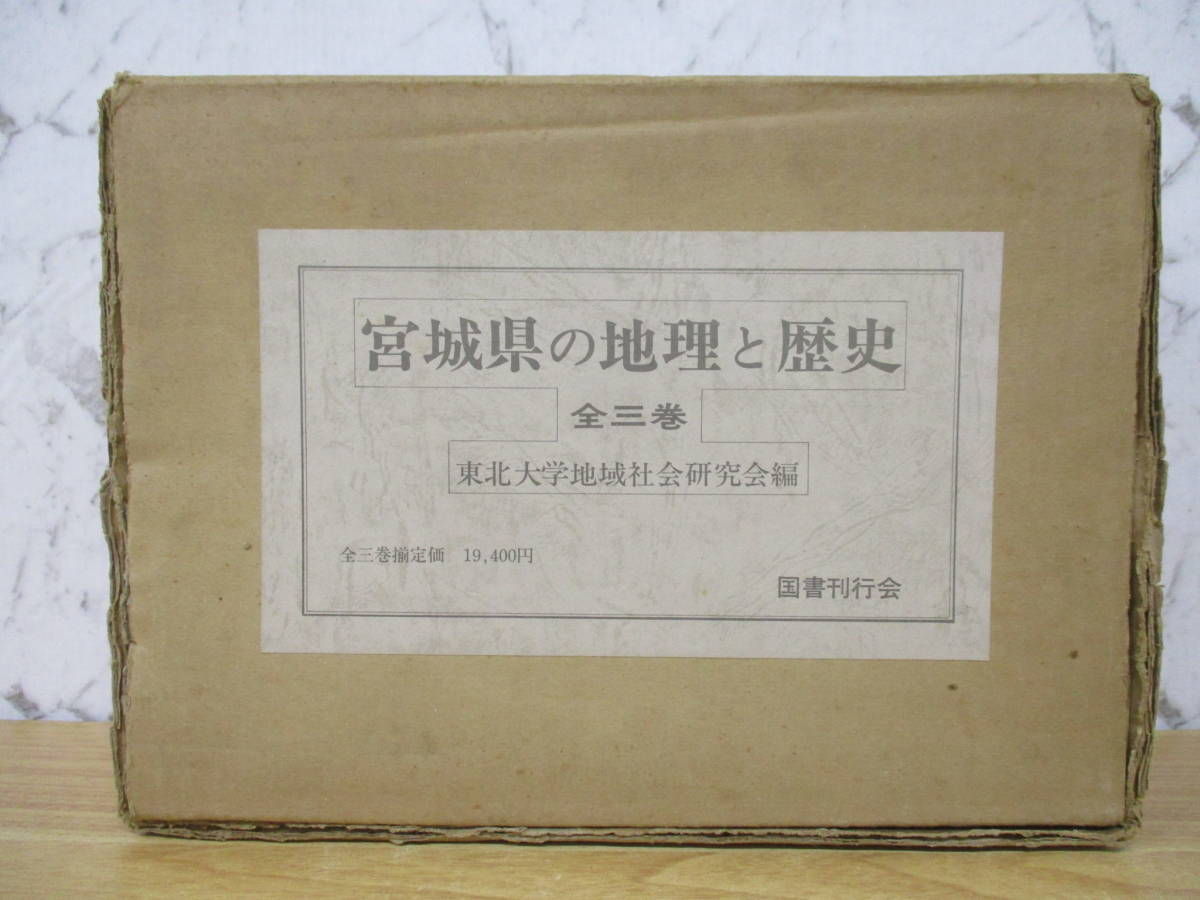 宮城県の地理と歴史
全三巻
東北大学地域社会研究会編
全三巻揃定価 19,400円
国書刊行会